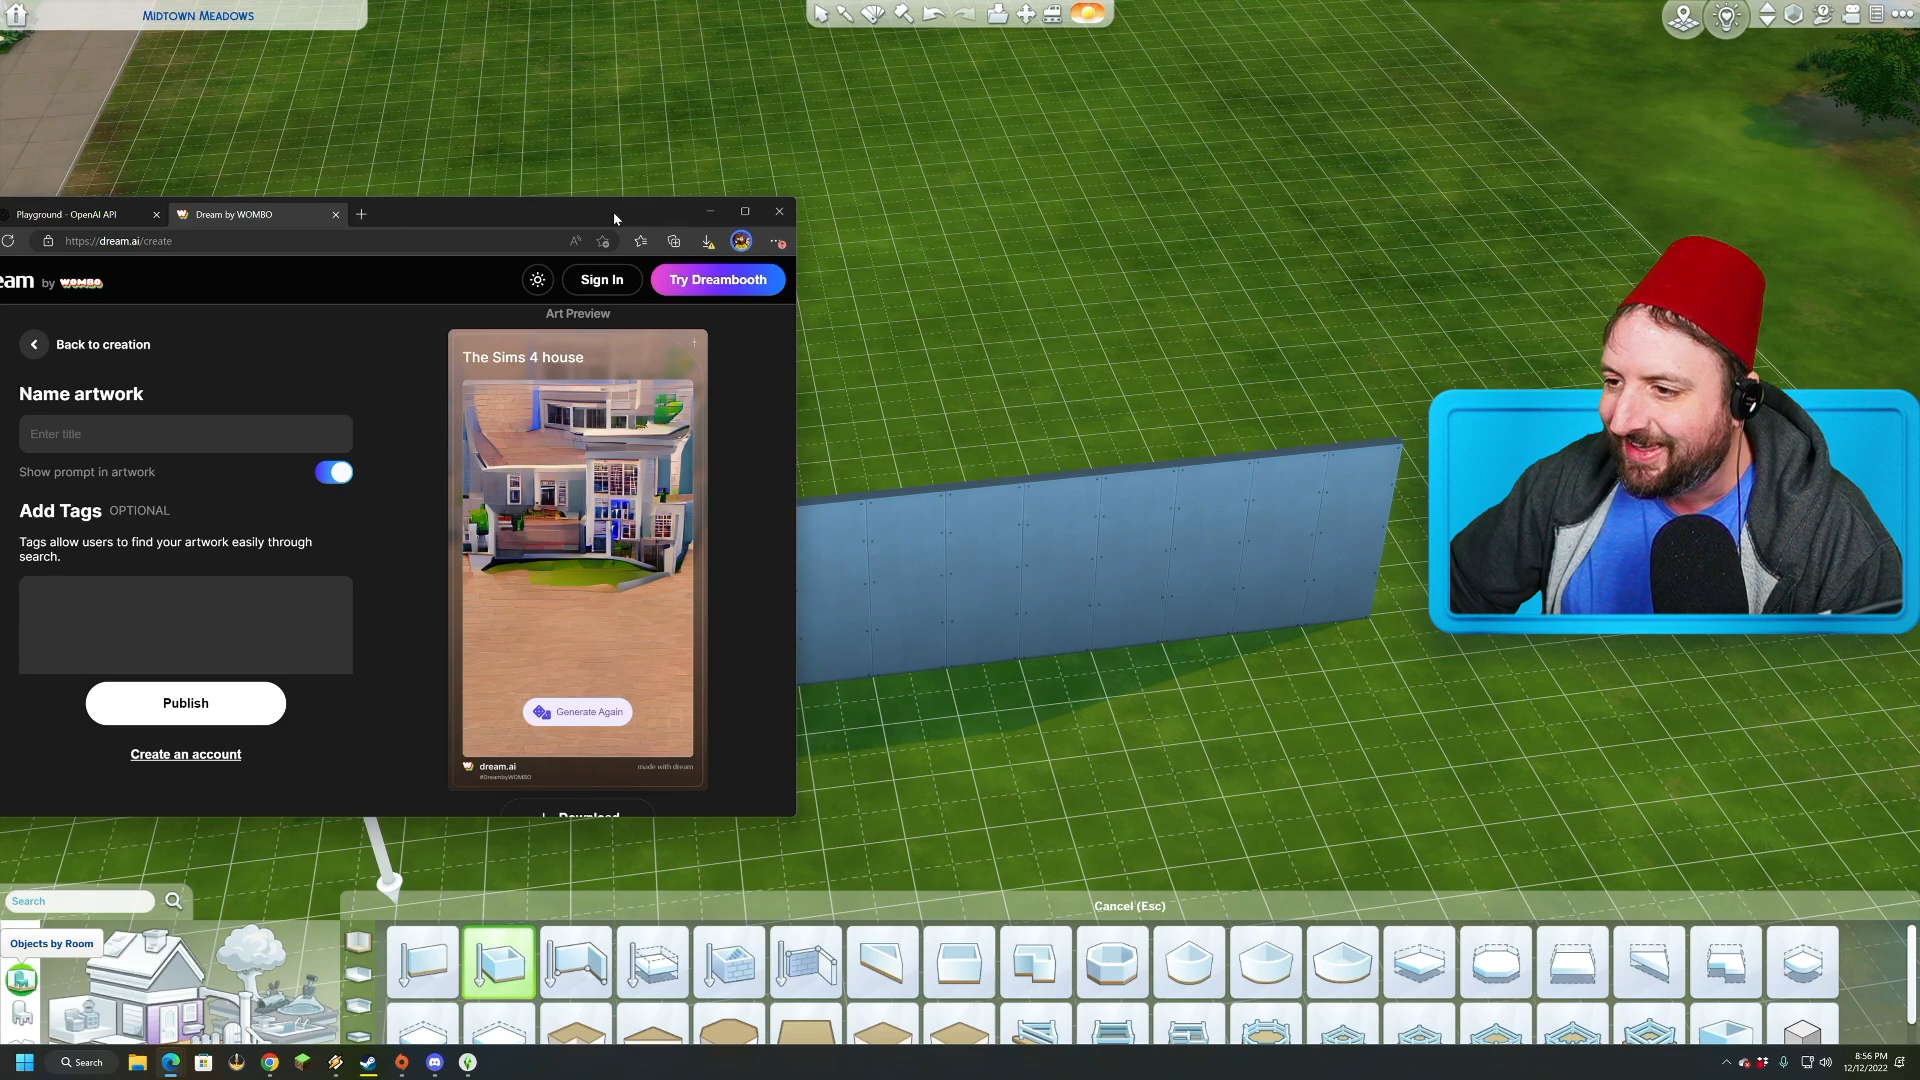 Midtown Meadows
Playground - OpenAI API
Dream by WOMBO
https://dream.ai/create
eam by WOMBO
Sign In
Try Dreambooth
Art Preview
Back to creation
The Sims 4 house
Name artwork
Enter title
Show prompt in artwork
Add Tags OPTIONAL
Tags allow users to find your artwork easily through
search.
Publish
Generate Again
Create an account
dream.ai
made with dream
#DreambyWOMBO
Download
Search
Cancel (Esc)
Objects by Room
Search
8:56 PM
12/12/2022